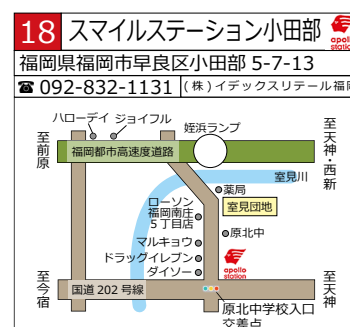 18 スマイルステーション小田部
apollo station
福岡県福岡市早良区小田部 5-7-13
☎ 092-832-1131
(株)イデックスリテール福岡
ハローデイ ジョイフル
姪浜ランプ
至前原
福岡都市高速度道路
至天神・西新
室見川
薬局
室見団地
ローソン
福岡南庄
5丁目店
原北中
マルキョウ
ドラッグイレブン
ダイソー
apollo
station
至今宿
国道 202 号線
至天神
原北中学校入口
交差点